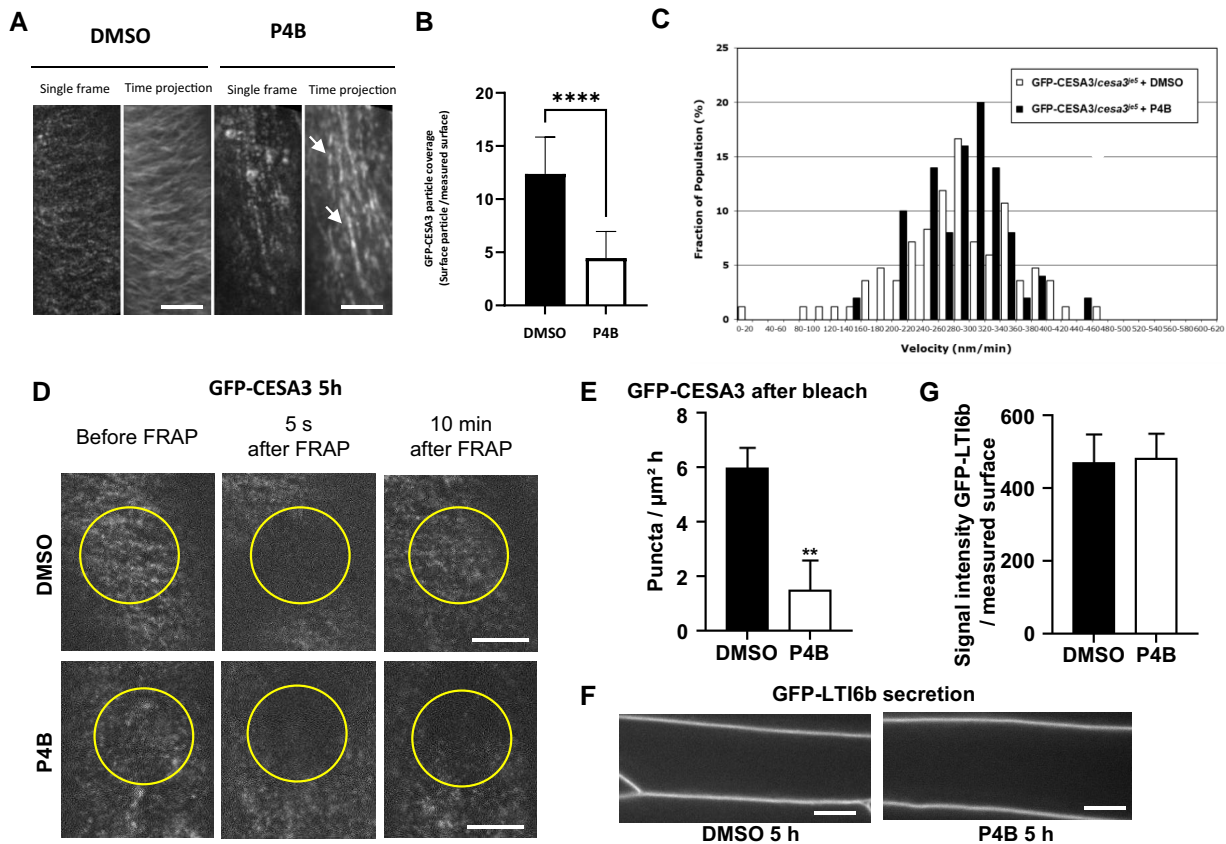 A
DMSO
P4B
Single frame
Time projection
Single frame
Time projection
B
GFP-CESA3 particle coverage
(Surface particle /measured surface)
20
15
10
5
0
****
DMSO
P4B
C
Fraction of Population (%)
25
20
15
10
5
0
GFP-CESA3/cesa3je5 + DMSO
GFP-CESA3/cesa3je5 + P4B
0-20
40-60
80-100
120-140
160-180
200-220
240-260
280-300
320-340
360-380
400-420
440-460
480-500
520-540
560-580
600-620
Velocity (nm/min)
D
GFP-CESA3 5h
Before FRAP
5 s
after FRAP
10 min
after FRAP
DMSO
P4B
E
GFP-CESA3 after bleach
Puncta / µm² h
8
6
4
2
0
**
DMSO
P4B
G
Signal intensity GFP-LTI6b
/ measured surface
600
400
200
0
DMSO
P4B
F
GFP-LTI6b secretion
DMSO 5 h
P4B 5 h